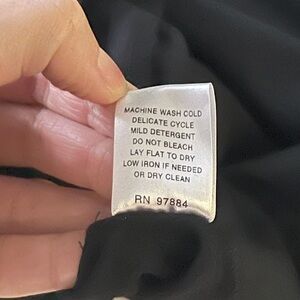 MACHINE WASH COLD
DELICATE CYCLE
MILD DETERGENT
DO NOT BLEACH
LAY FLAT TO DRY
LOW IRON IF NEEDED
OR DRY CLEAN
RN 97884